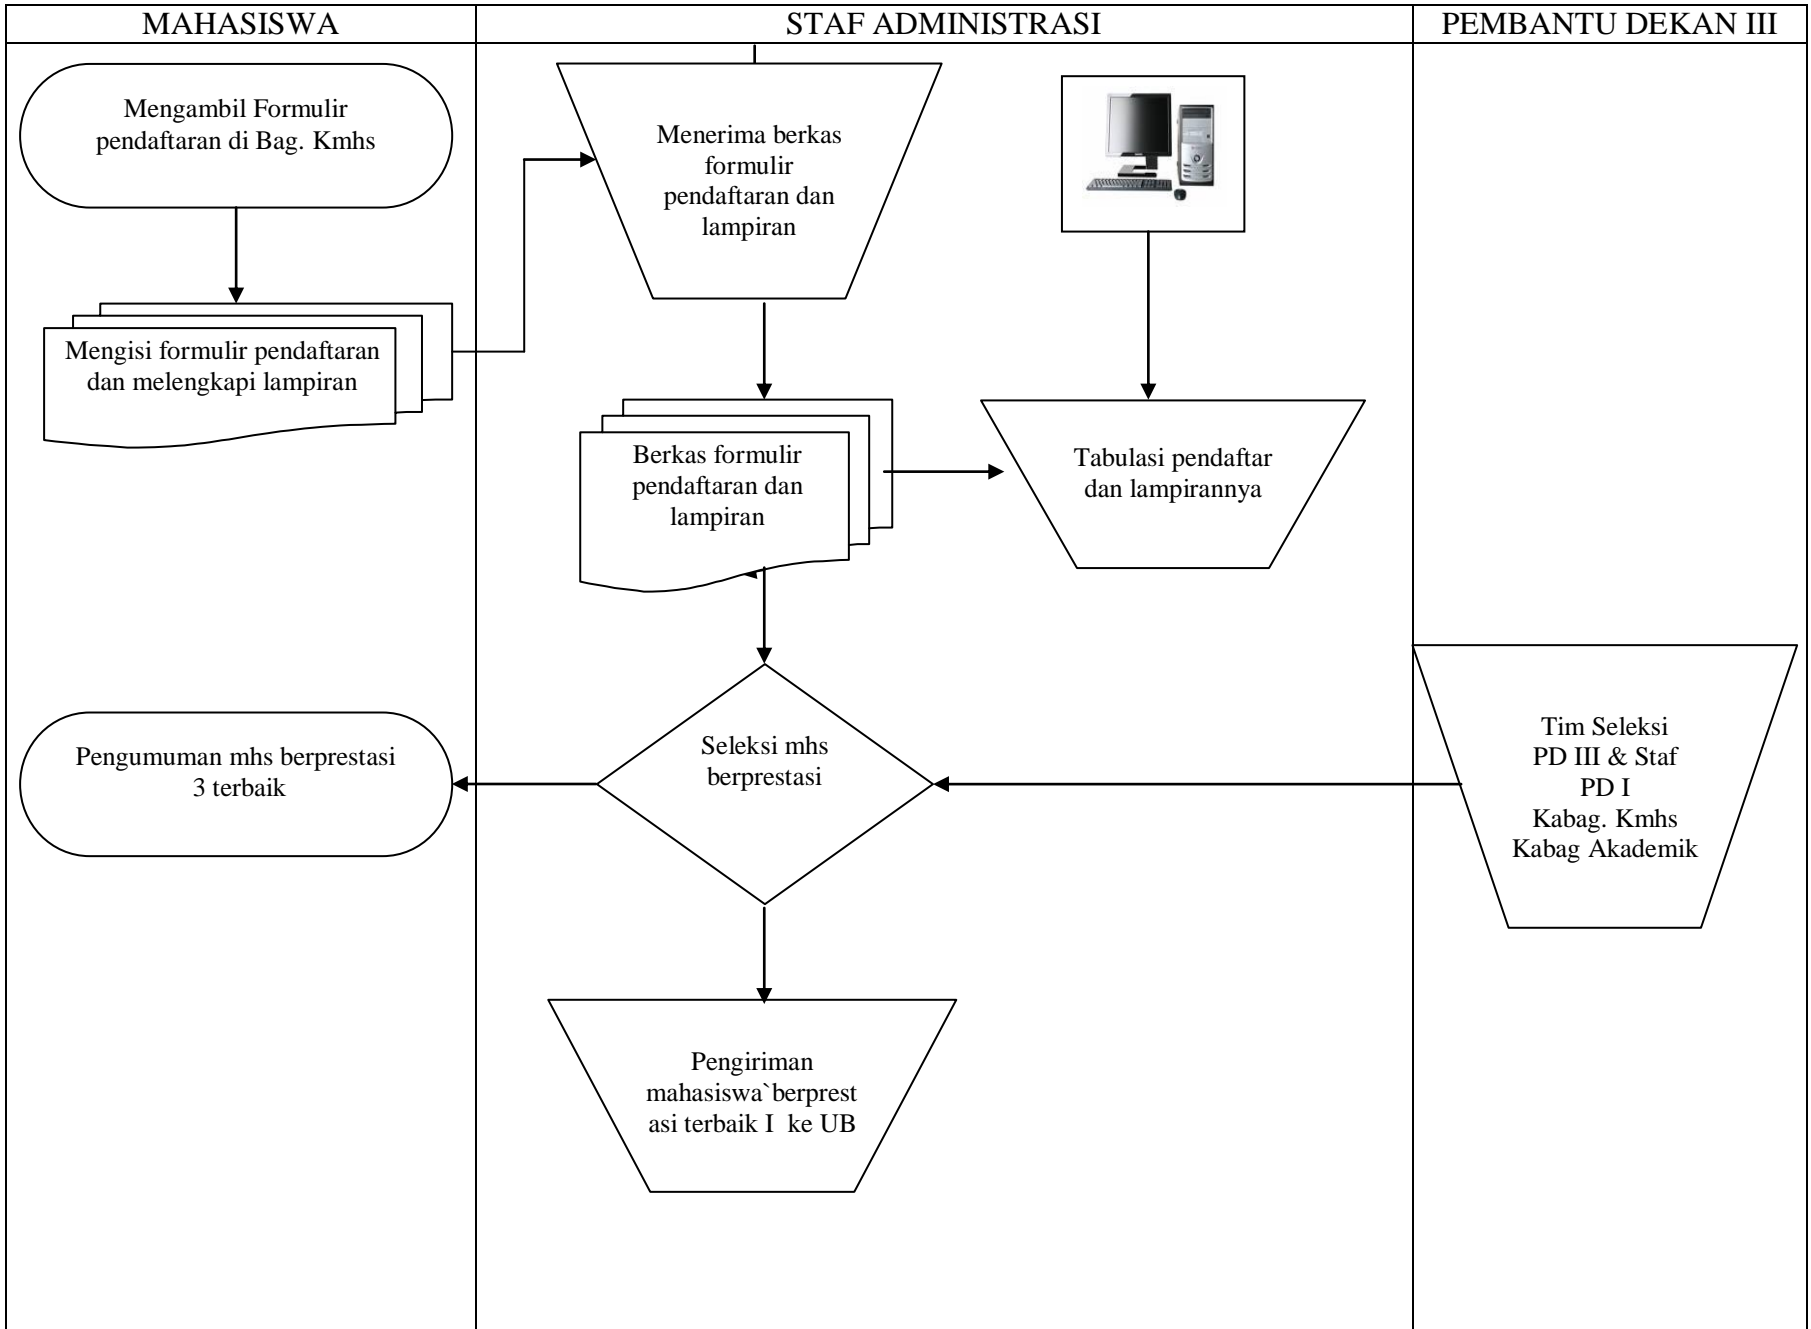 MAHASISWA
STAF ADMINISTRASI
PEMBANTU DEKAN III
Mengambil Formulir
pendaftaran di Bag. Kmhs
Menerima berkas
formulir
pendaftaran dan
lampiran
Mengisi formulir pendaftaran
dan melengkapi lampiran
Berkas formulir
pendaftaran dan
lampiran
Tabulasi pendaftar
dan lampirannya
Pengumuman mhs berprestasi
3 terbaik
Seleksi mhs
berprestasi
Tim Seleksi
PD III & Staf
PD I
Kabag. Kmhs
Kabag Akademik
Pengiriman
mahasiswa`berprest
asi terbaik I  ke UB